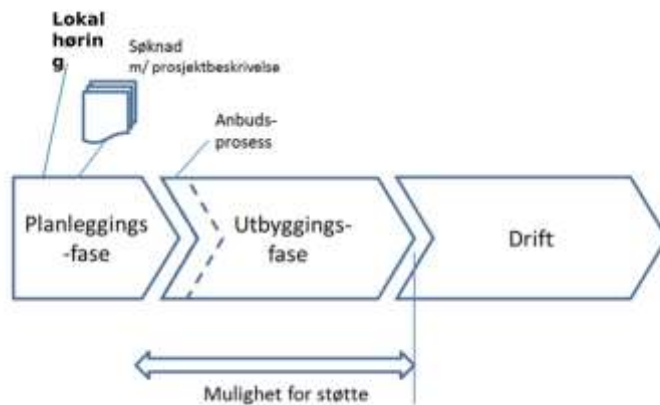 Lokal
hørin
g
Søknad
m/ prosjektbeskrivelse
Anbuds-
prosess
Planleggings
-fase
Utbyggings-
fase
Drift
Mulighet for støtte